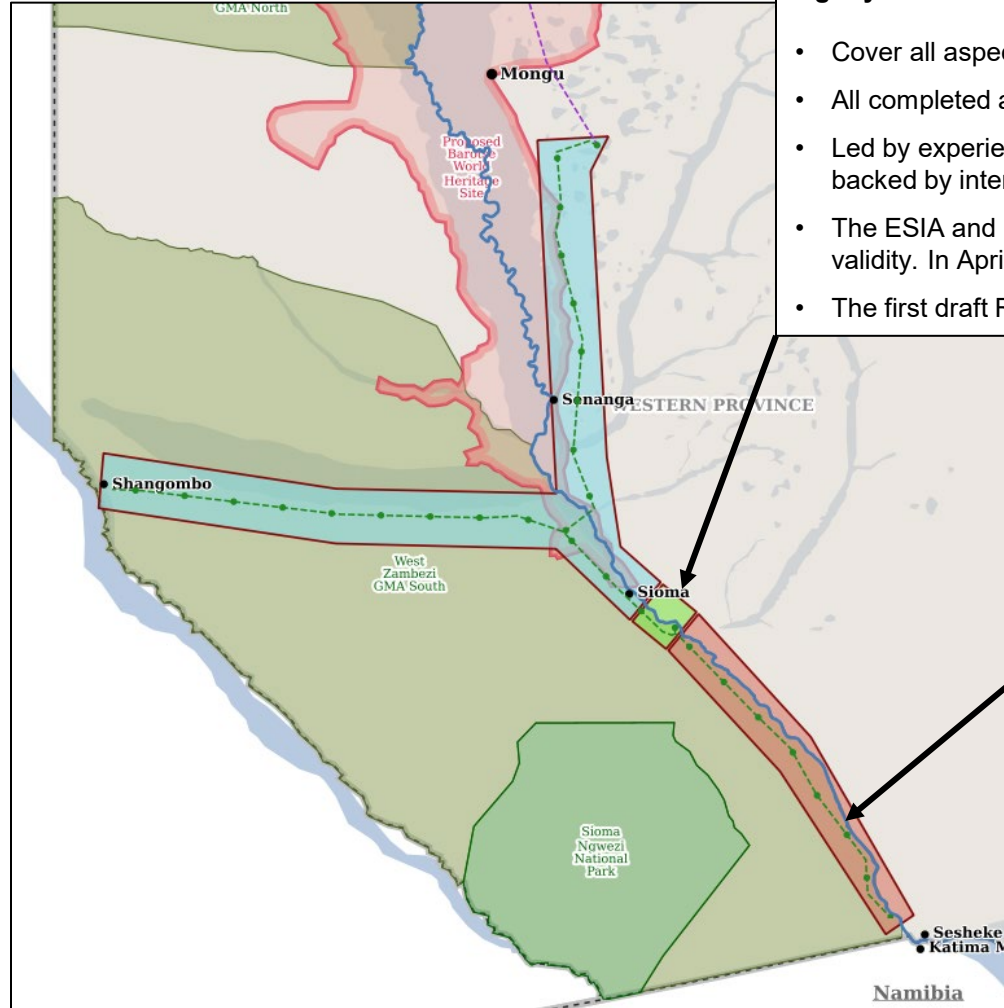 GMA North
Mongu
Proposed
Barotse
World
Heritage
Site
• Cover all aspe
• All completed a
• Led by experie
backed by inter
• The ESIA and
validity. In Apri
• The first draft
Senanga
WESTERN PROVINCE
Shangombo
West
Zambezi
GMA South
Sioma
Sioma
Ngwezi
National
Park
Sesheke
Katima M
Namibia